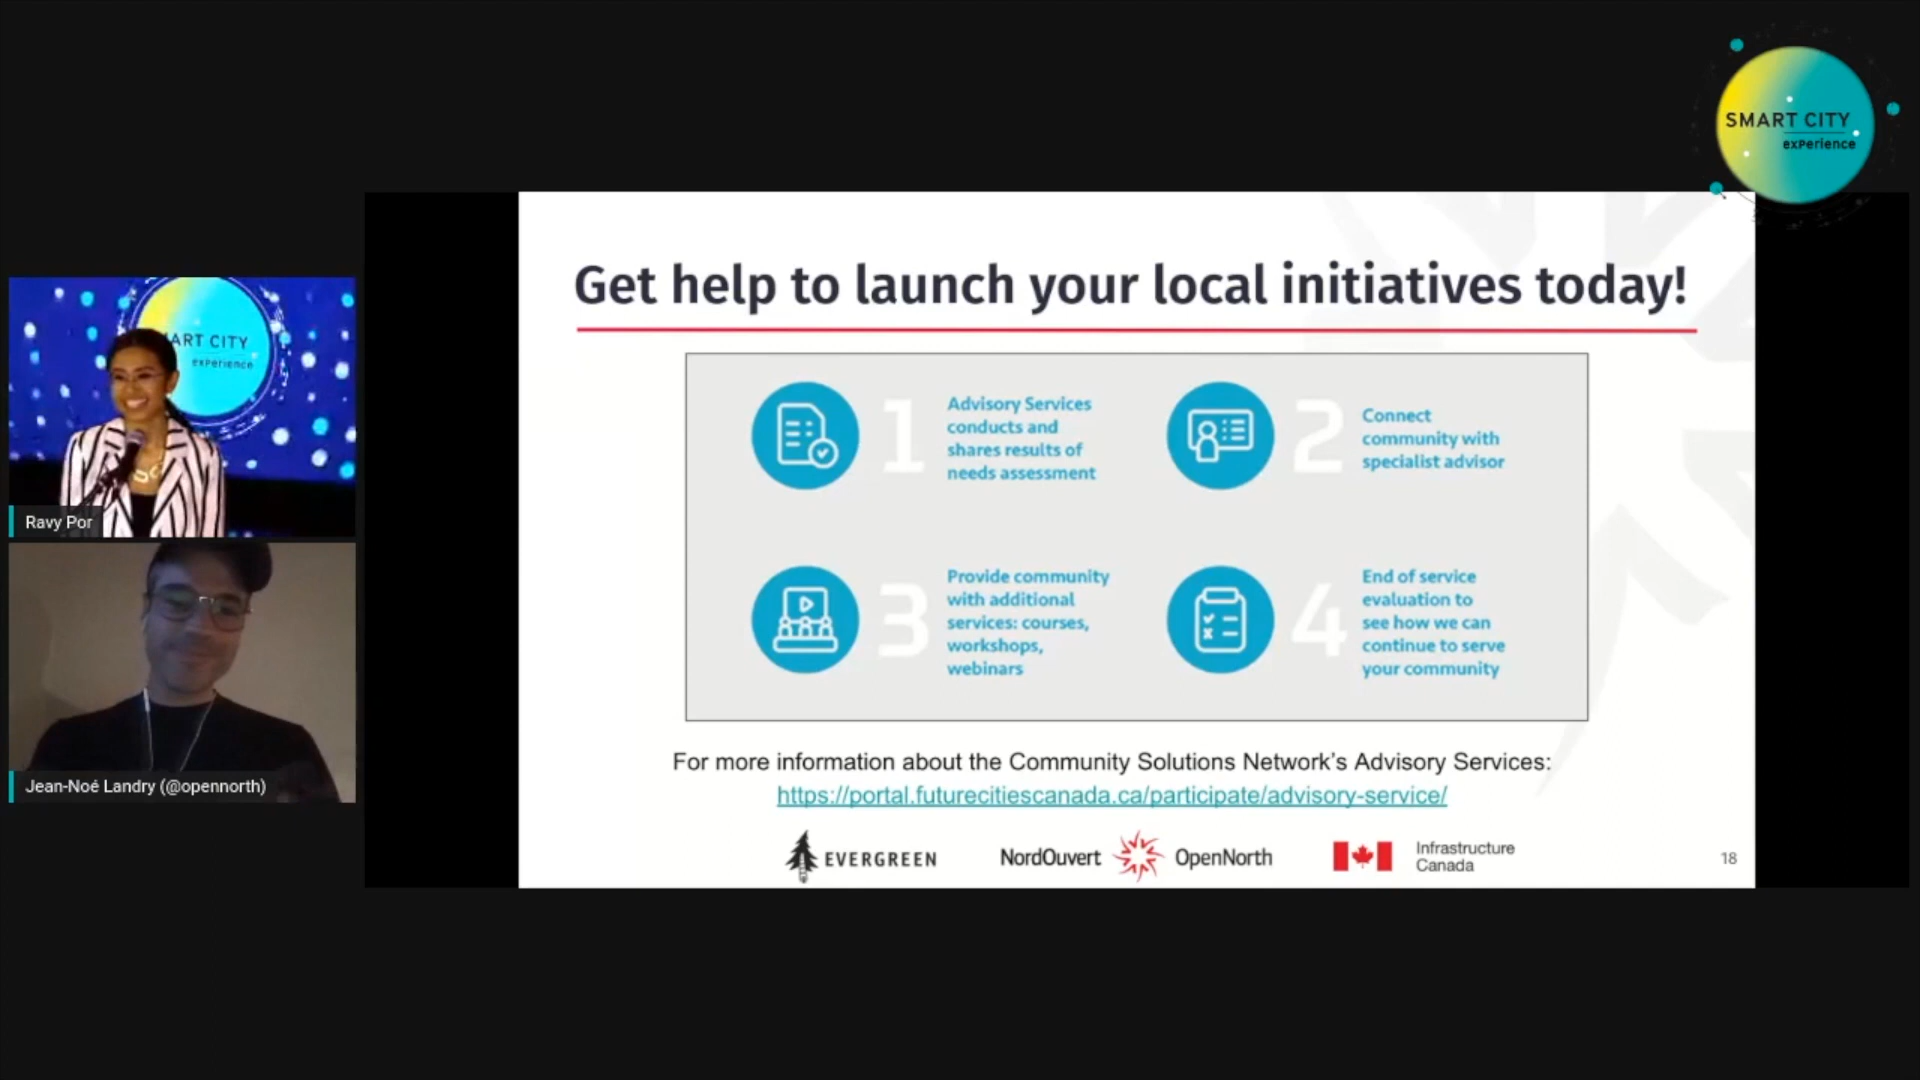 SMART CITY
experience
Get help to launch your local initiatives today!
1
Advisory Services
conducts and
shares results of
needs assessment
2
Connect
community with
specialist advisor
3
Provide community
with additional
services: courses,
workshops,
webinars
4
End of service
evaluation to
see how we can
continue to serve
your community
For more information about the Community Solutions Network's Advisory Services:
https://portal.futurecitiescanada.ca/participate/advisory-service/
EVERGREEN
NordOuvert OpenNorth
Infrastructure
Canada
18
ART CITY
experience
Ravy Por
Jean-Noé Landry (@opennorth)